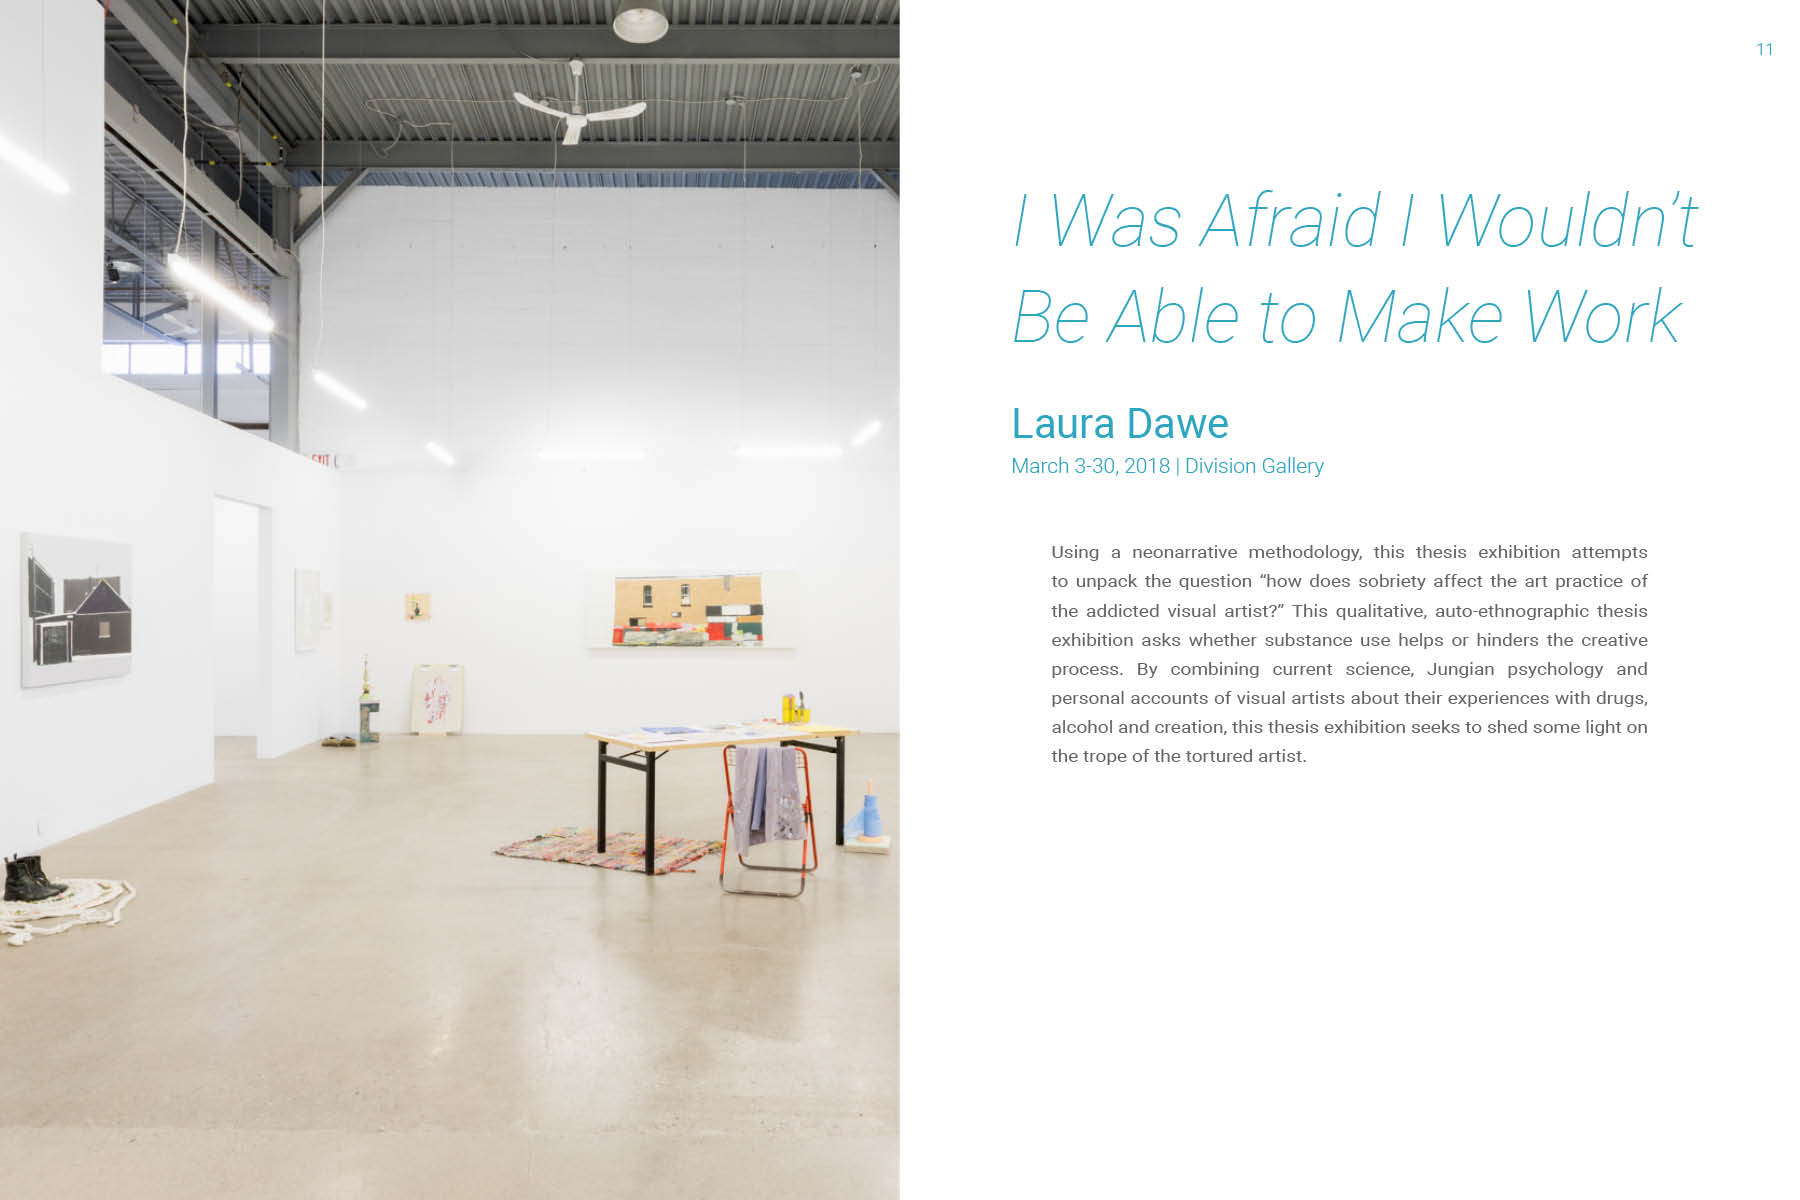 11
I Was Afraid I Wouldn’t
Be Able to Make Work
Laura Dawe
March 3-30, 2018 | Division Gallery
Using a neonarrative methodology, this thesis exhibition attempts
to unpack the question “how does sobriety affect the art practice of
the addicted visual artist?” This qualitative, auto-ethnographic thesis
exhibition asks whether substance use helps or hinders the creative
process. By combining current science, Jungian psychology and
personal accounts of visual artists about their experiences with drugs,
alcohol and creation, this thesis exhibition seeks to shed some light on
the trope of the tortured artist.
EXIT